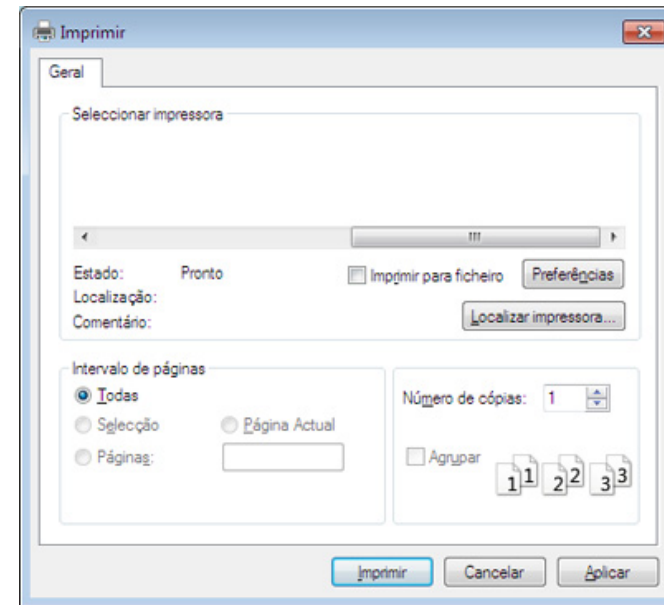 Imprimir
Geral
Seleccionar impressora
Estado: Pronto
Imprimir para ficheiro
Preferências
Localização:
Comentário:
Localizar impressora...
Intervalo de páginas
Todas
Selecção
Página Actual
Páginas:
Número de cópias: 1
Agrupar
1 1 2 2 3 3
Imprimir
Cancelar
Aplicar